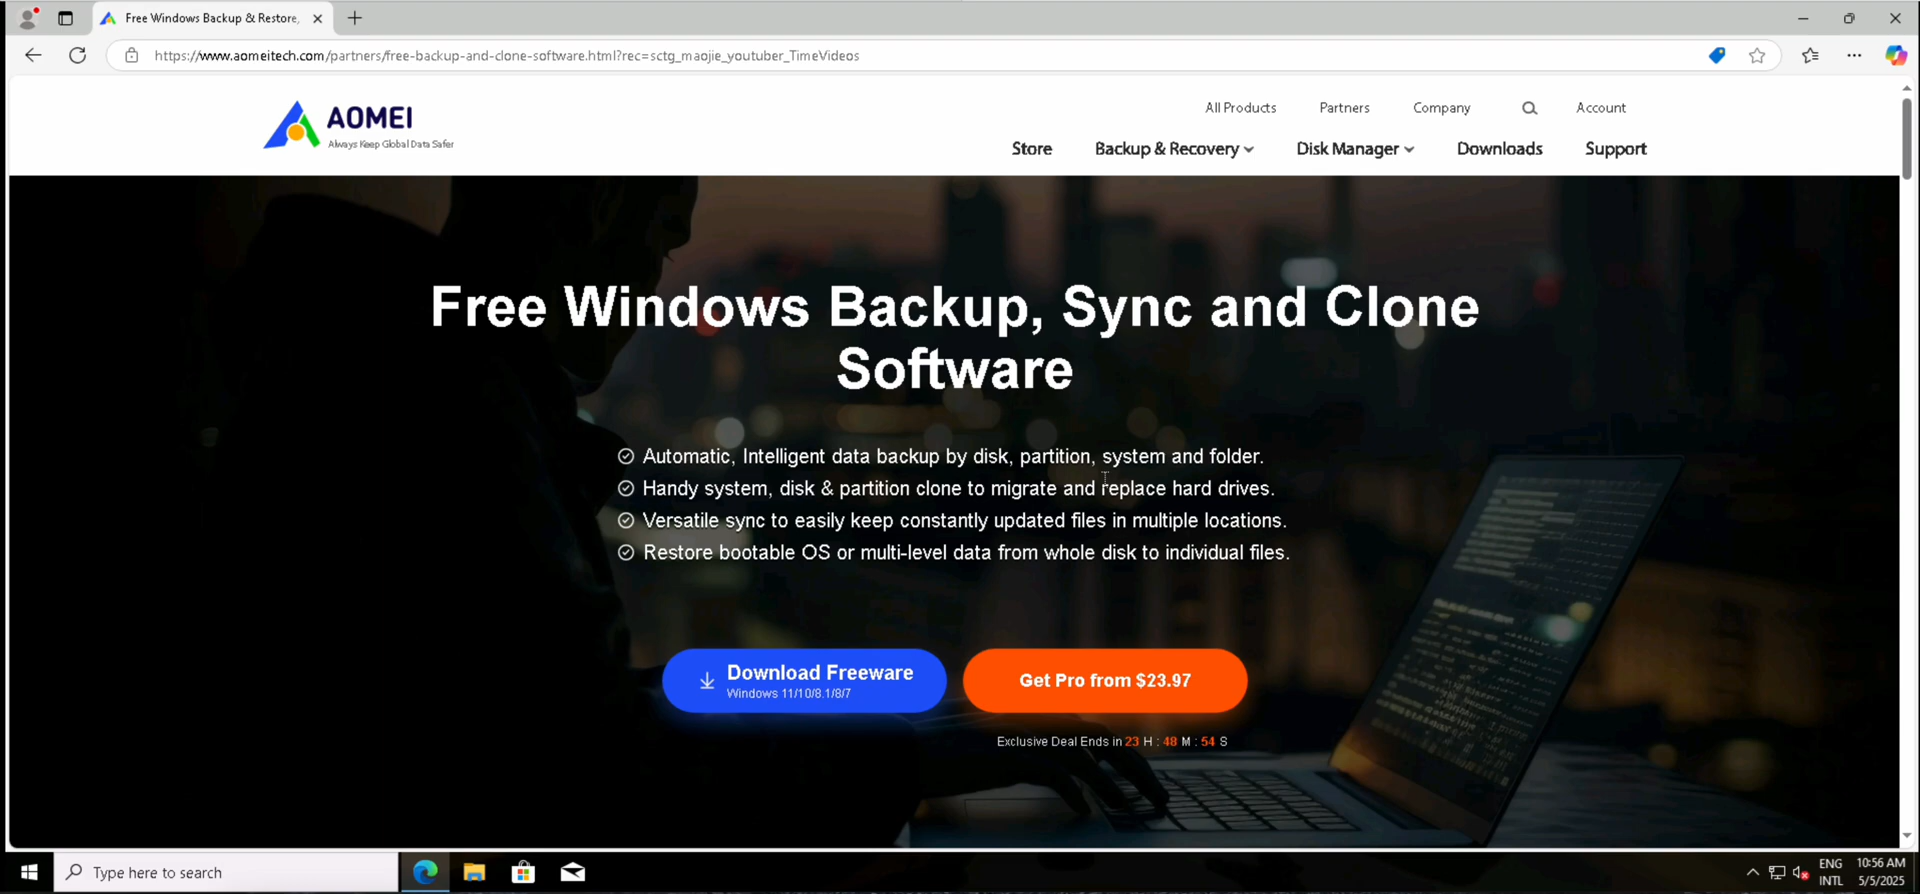 Free Windows Backup & Restore,
https://www.aomeitech.com/partners/free-backup-and-clone-software.html?rec=sctg_maojie_youtuber_TimeVideos
AOMEI
Always Keep Global Data Safer
All Products Partners Company Account
Store Backup & Recovery Disk Manager Downloads Support
Free Windows Backup, Sync and Clone
Software
Automatic, Intelligent data backup by disk, partition, system and folder.
Handy system, disk & partition clone to migrate and replace hard drives.
Versatile sync to easily keep constantly updated files in multiple locations.
Restore bootable OS or multi-level data from whole disk to individual files.
Download Freeware
Windows 11/10/8.1/8/7
Get Pro from $23.97
Exclusive Deal Ends in 23 H : 48 M : 54 S
Type here to search
ENG
INTL
10:56 AM
5/5/2025